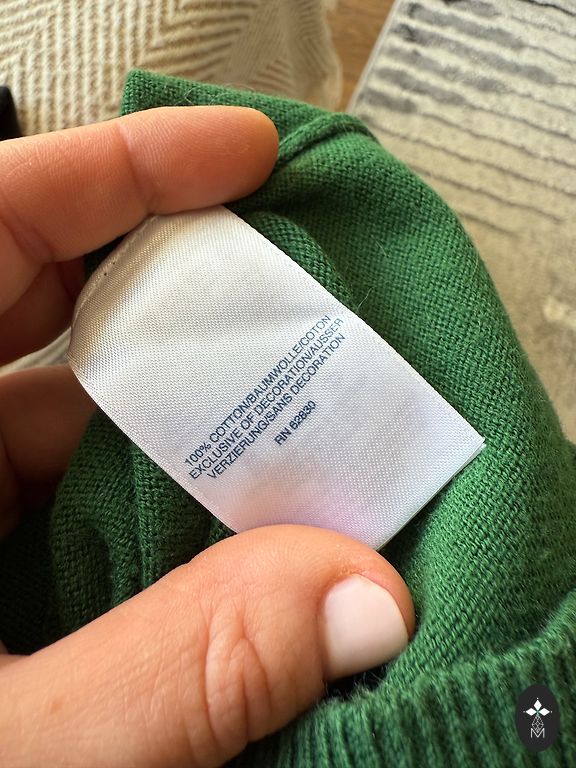 100% COTTON/BAUMWOLLE/COTON
EXCLUSIVE OF DECORATION/AUSSER
VERZIERUNG/SANS DECORATION
RN 62830